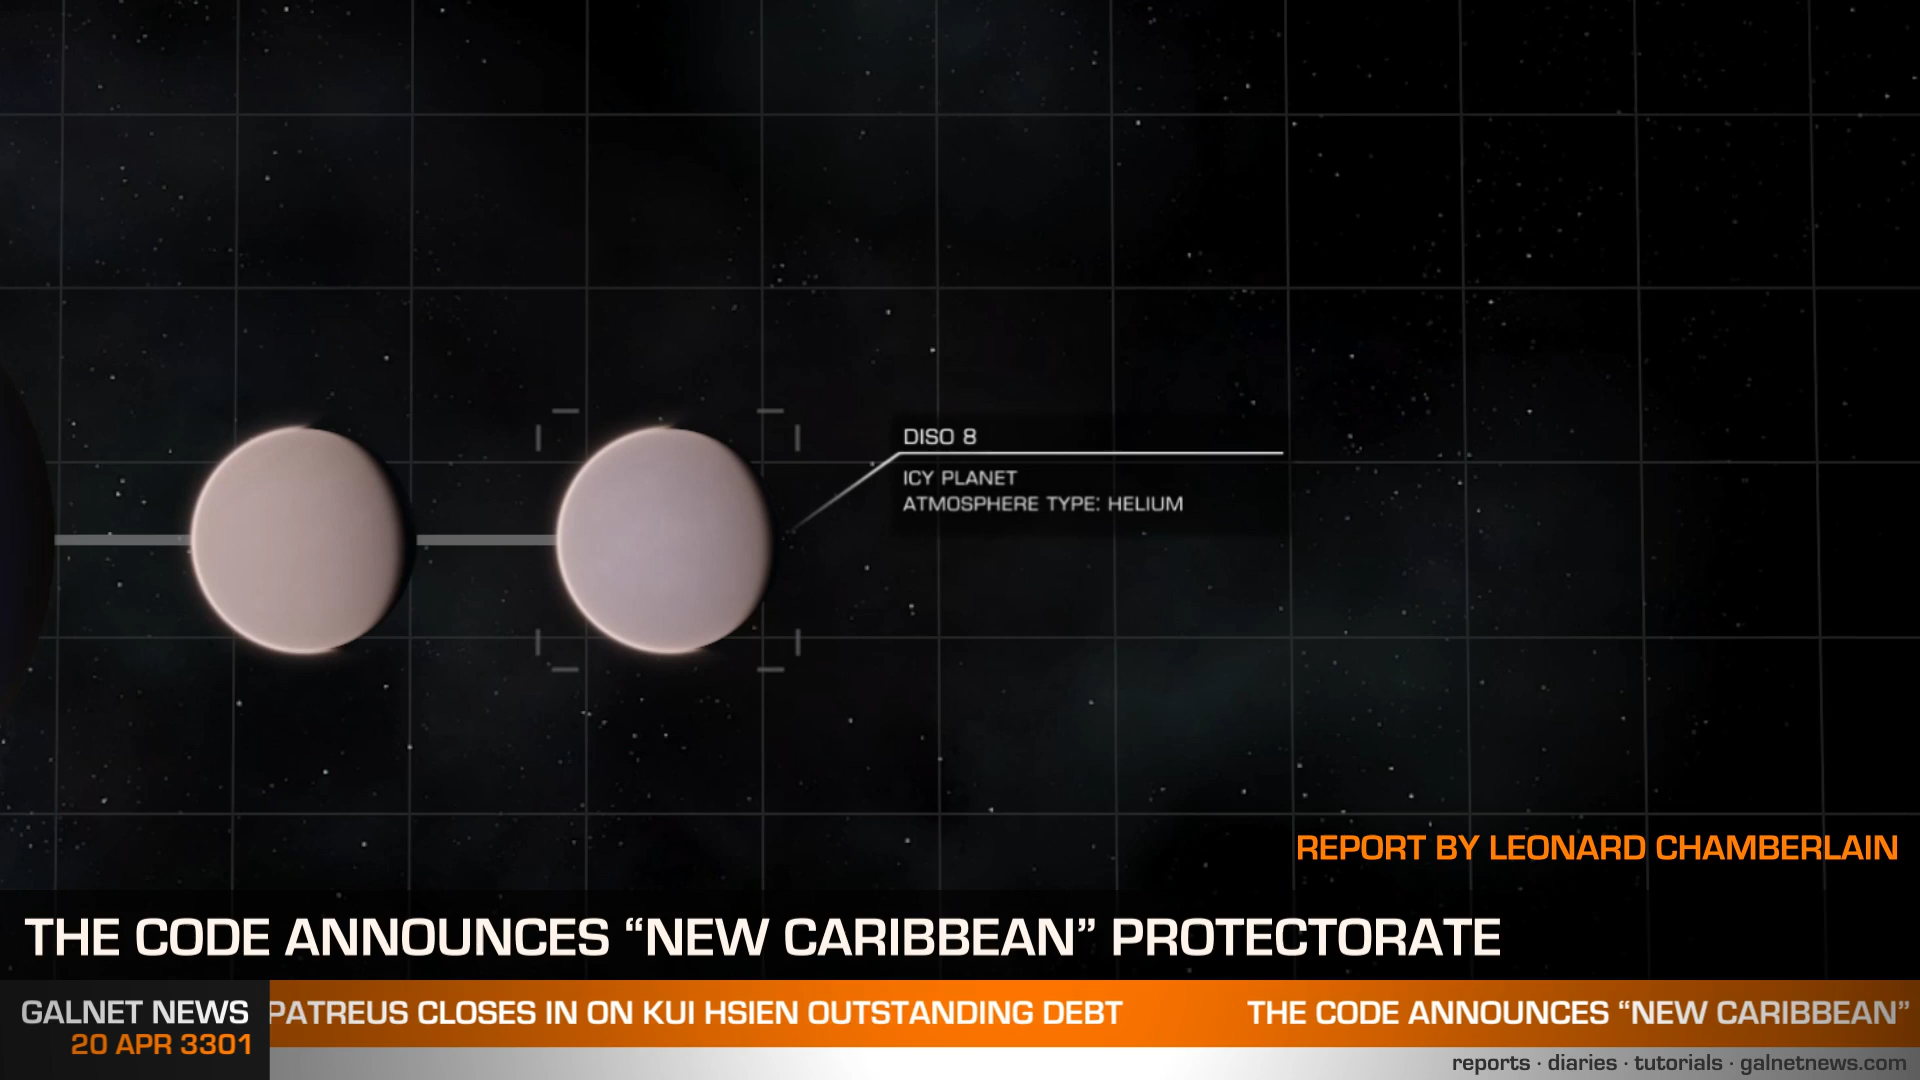 DISO 8
ICY PLANET
ATMOSPHERE TYPE: HELIUM
REPORT BY LEONARD CHAMBERLAIN
THE CODE ANNOUNCES “NEW CARIBBEAN” PROTECTORATE
GALNET NEWS
20 APR 3301
PATREUS CLOSES IN ON KUI HSIEN OUTSTANDING DEBT THE CODE ANNOUNCES “NEW CARIBBEAN”
reports · diaries · tutorials · galnetnews.com